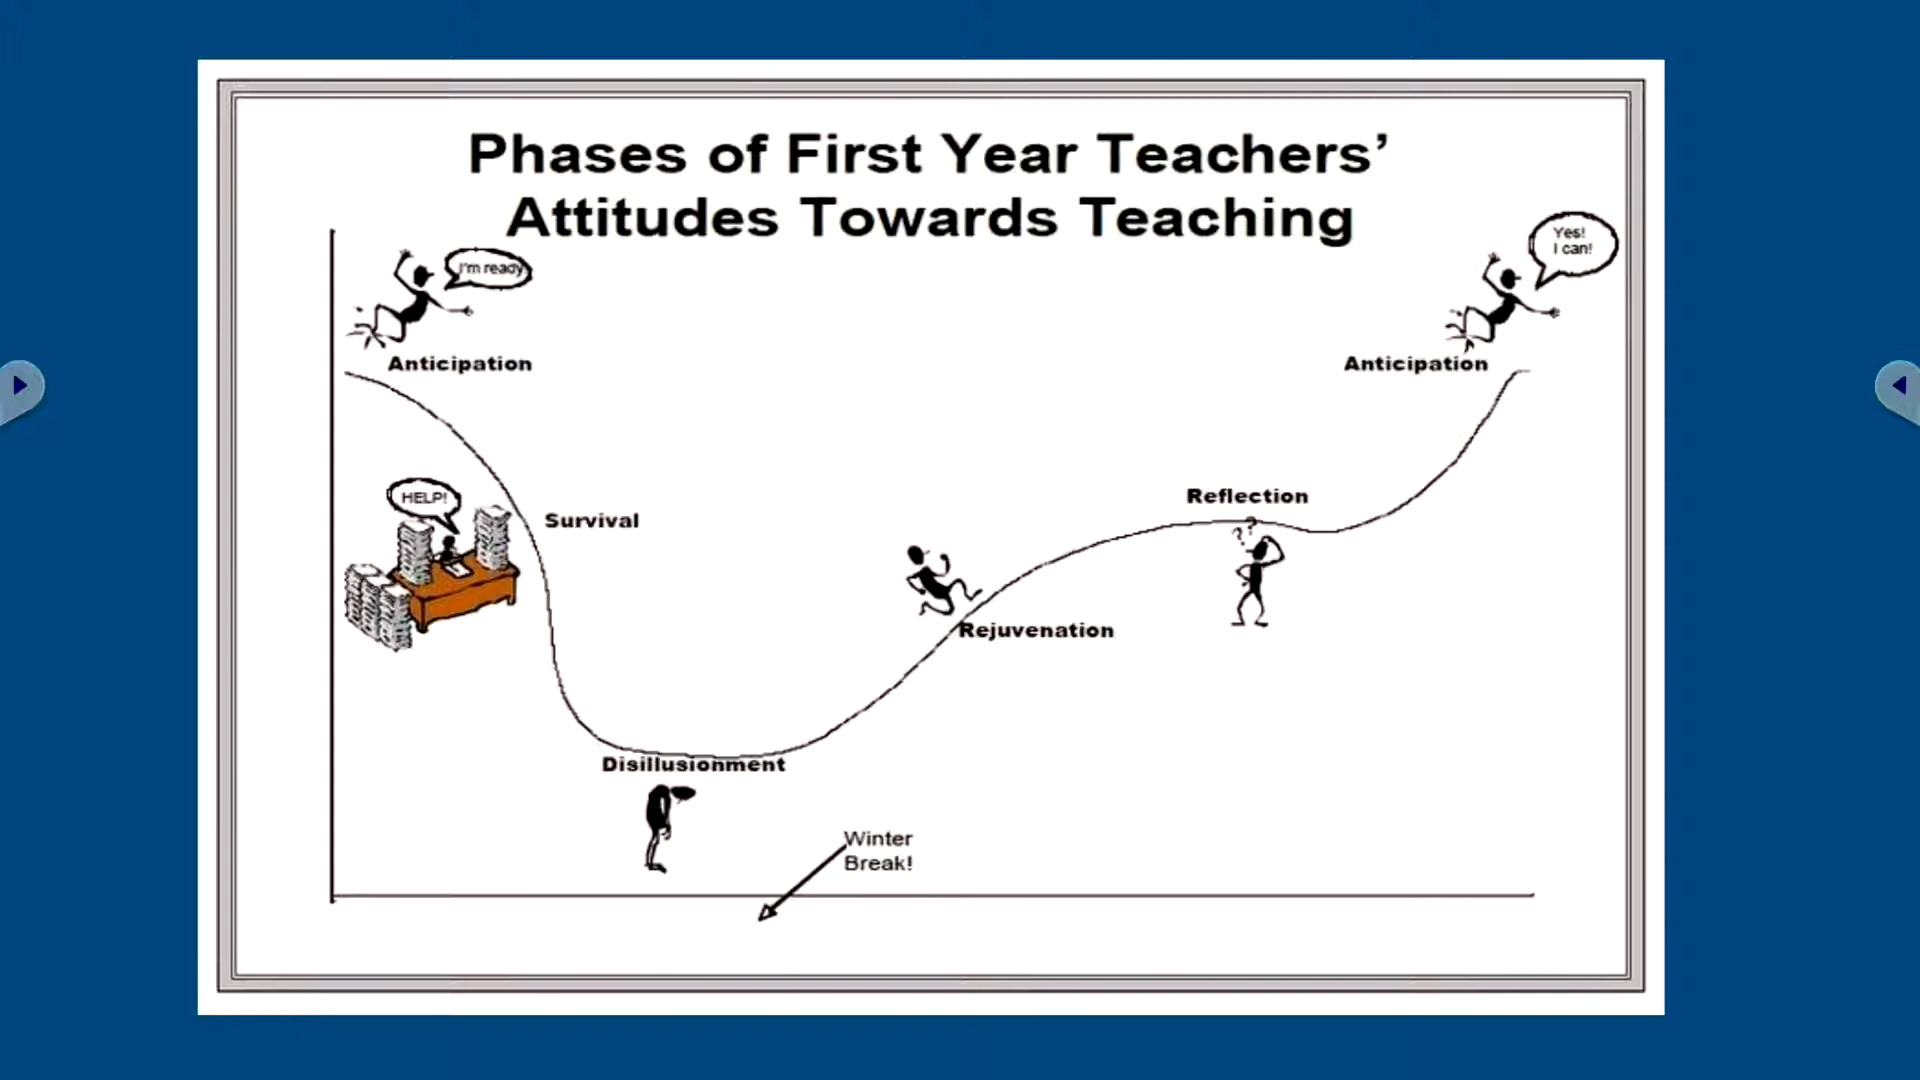 Phases of First Year Teachers’
Attitudes Towards Teaching
I'm ready
Yes!
I can!
Anticipation
Anticipation
HELP!
Survival
Reflection
? ?
Rejuvenation
Disillusionment
Winter
Break!